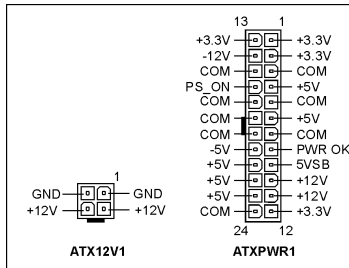 13 1
+3.3V +3.3V
-12V +3.3V
COM COM
PS_ON +5V
COM COM
COM +5V
COM COM
-5V PWR OK
+5V 5VSB
+5V +12V
+5V +12V
COM +3.3V
24 12
1
GND GND
+12V +12V
ATX12V1 ATXPWR1